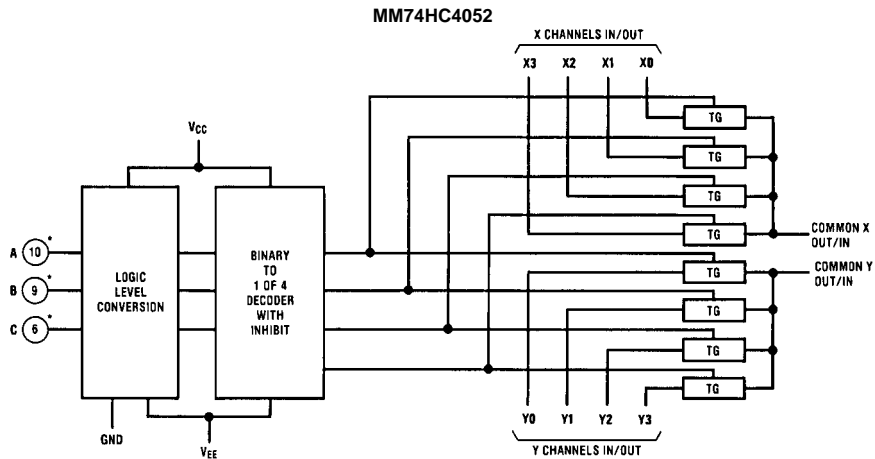 MM74HC4052
X CHANNELS IN/OUT
X3 X2 X1 X0
TG
TG
TG
TG
COMMON X
OUT/IN
COMMON Y
OUT/IN
TG
TG
TG
TG
VCC
A 10 *
B 9 *
C 6 *
LOGIC
LEVEL
CONVERSION
BINARY
TO
1 OF 4
DECODER
WITH
INHIBIT
GND
VEE
Y0 Y1 Y2 Y3
Y CHANNELS IN/OUT